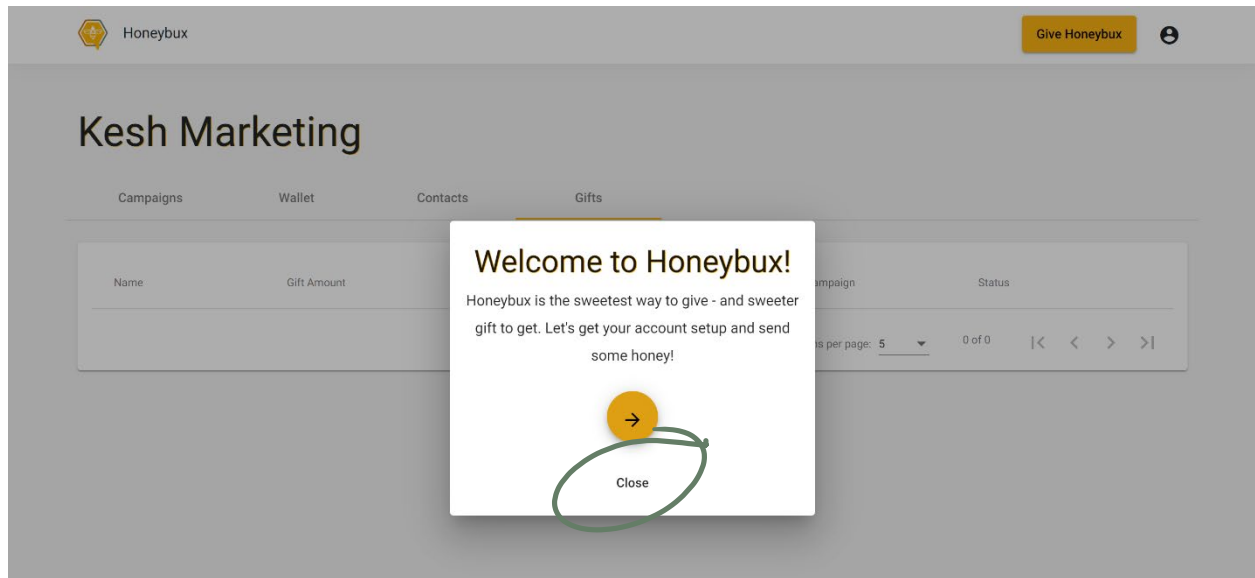 Honeybux
Give Honeybux
Kesh Marketing
Campaigns Wallet Contacts Gifts
Welcome to Honeybux!
Honeybux is the sweetest way to give - and sweeter
gift to get. Let's get your account setup and send
some honey!
Close
Name Gift Amount Status
per page: 5 0 of 0